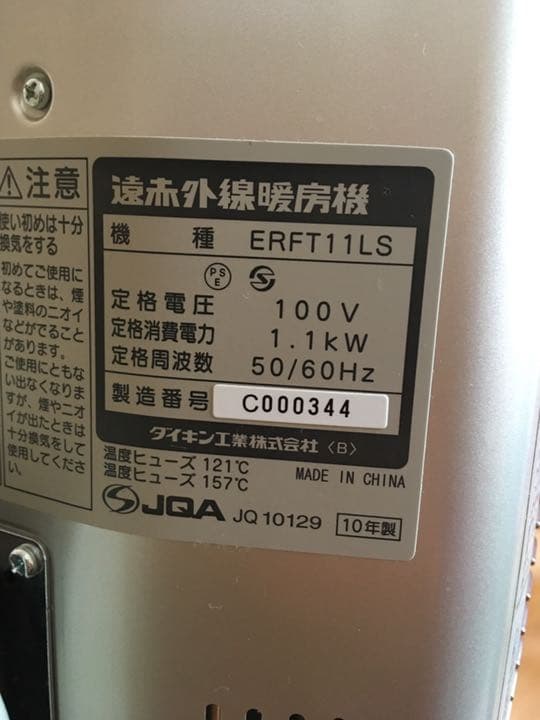 ⚠注意
使い初めは十分
換気をする
初めてご使用に
なるときは、煙
や塗料のニオイ
などがでること
があります。
ご使用にともな
い出なくなりま
すが、煙やニオ
イが出たときは
十分換気をして
使用してくださ
い。
遠赤外線暖房機
機種 ERFT11LS
PSE
定格電圧 100V
定格消費電力 1.1kW
定格周波数 50/60Hz
製造番号 C000344
ダイキン工業株式会社〈B〉
温度ヒューズ 121℃
温度ヒューズ 157℃
MADE IN CHINA
JQA JQ10129 10年製